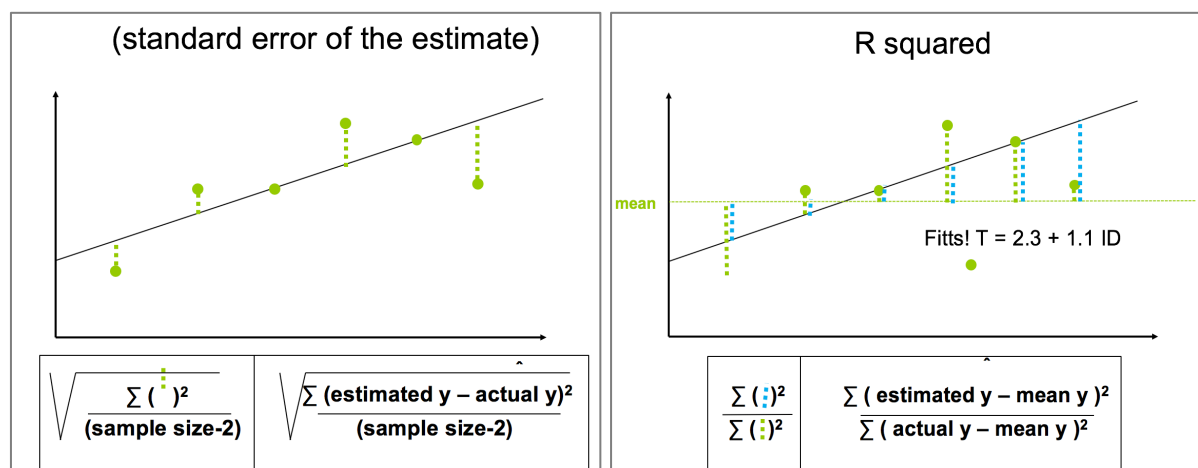 (standard error of the estimate)
ˆ
∑ ( )²
(sample size-2)
∑ (estimated y – actual y)²
(sample size-2)
R squared
mean
Fitts! T = 2.3 + 1.1 ID
ˆ
∑ ( )²
∑ ( )²
∑ ( estimated y – mean y )²
∑ ( actual y – mean y )²